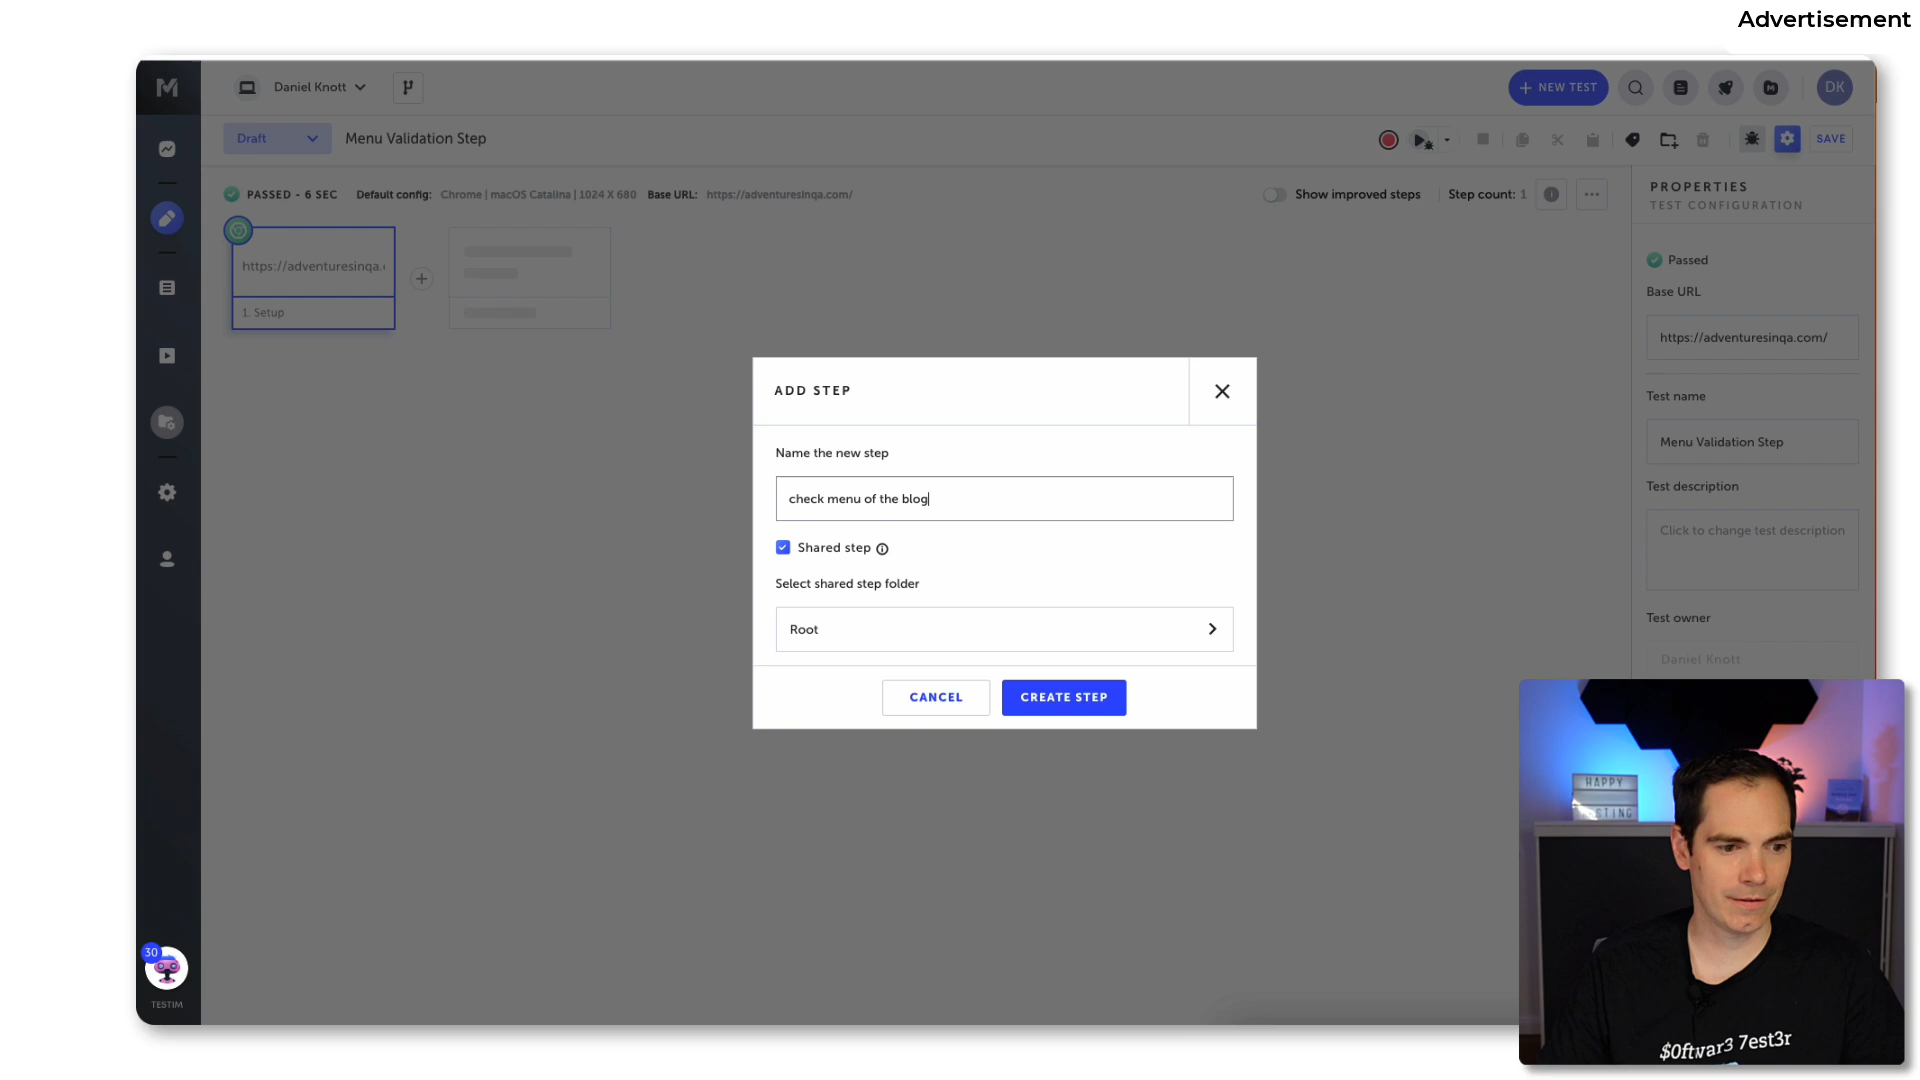 Advertisement
Daniel Knott
NEW TEST
DK
Draft
Menu Validation Step
SAVE
PASSED - 6 SEC
Default config: Chrome | macOS Catalina | 1024 X 680
Base URL: https://adventuresinqa.com/
Show improved steps
Step count: 1
PROPERTIES
TEST CONFIGURATION
https://adventuresinqa.
1. Setup
Passed
Base URL
https://adventuresinqa.com/
Test name
Menu Validation Step
Test description
Click to change test description
Test owner
Daniel Knott
ADD STEP
Name the new step
check menu of the blog
Shared step
Select shared step folder
Root
CANCEL
CREATE STEP
30
TESTIM
HAPPY
STING
$0ftwar3 7est3r